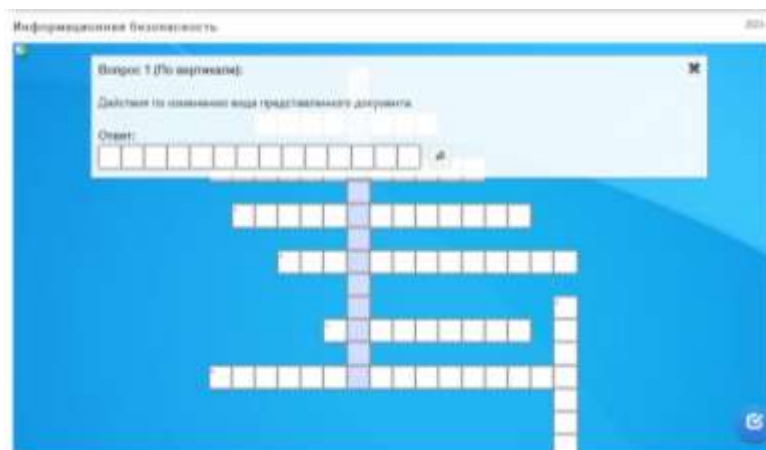 Информационная безопасность
Вопрос 1 (По вертикали):
Действия по изменению вида представленного документа.
Ответ: